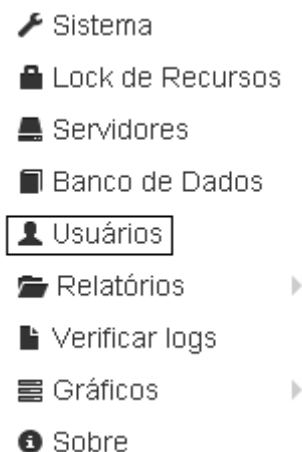 Sistema
Lock de Recursos
Servidores
Banco de Dados
Usuários
Relatórios
Verificar logs
Gráficos
Sobre